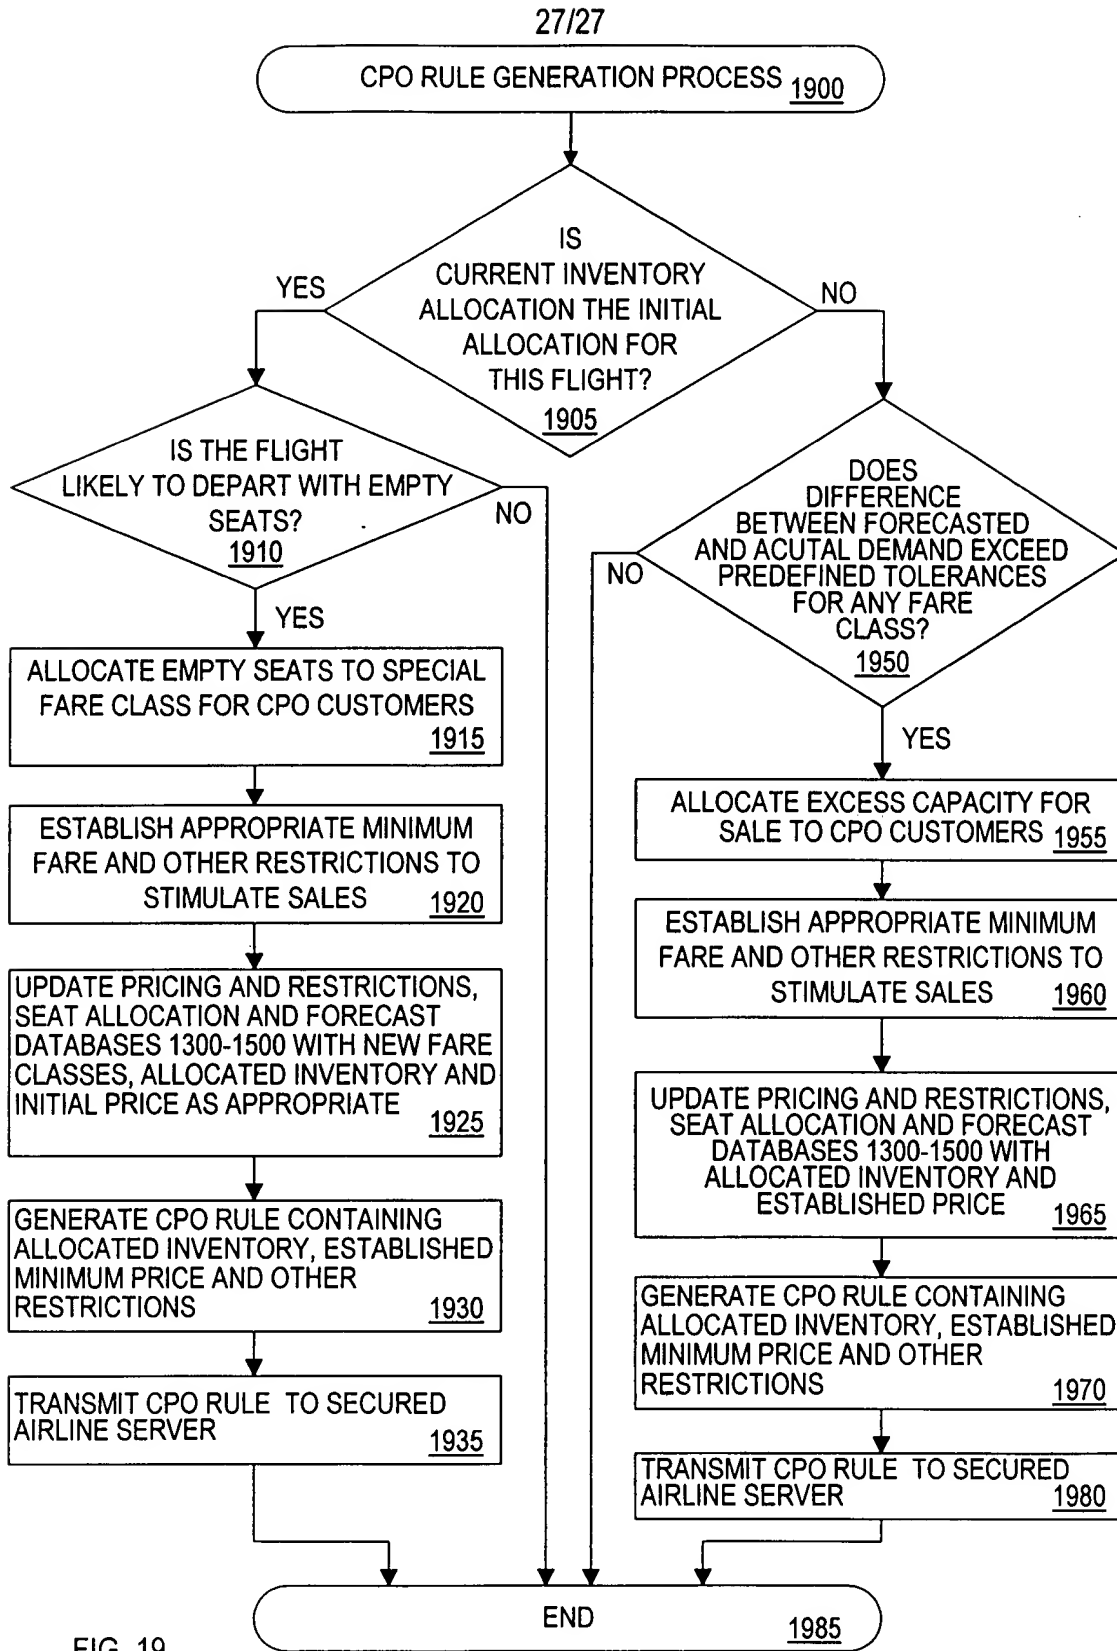 27/27
CPO RULE GENERATION PROCESS 1900
IS
CURRENT INVENTORY
ALLOCATION THE INITIAL
ALLOCATION FOR
THIS FLIGHT?
1905
YES
NO
IS THE FLIGHT
LIKELY TO DEPART WITH EMPTY
SEATS?
1910
NO
YES
ALLOCATE EMPTY SEATS TO SPECIAL
FARE CLASS FOR CPO CUSTOMERS
1915
ESTABLISH APPROPRIATE MINIMUM
FARE AND OTHER RESTRICTIONS TO
STIMULATE SALES 1920
UPDATE PRICING AND RESTRICTIONS,
SEAT ALLOCATION AND FORECAST
DATABASES 1300-1500 WITH NEW FARE
CLASSES, ALLOCATED INVENTORY AND
INITIAL PRICE AS APPROPRIATE 1925
GENERATE CPO RULE CONTAINING
ALLOCATED INVENTORY, ESTABLISHED
MINIMUM PRICE AND OTHER
RESTRICTIONS 1930
TRANSMIT CPO RULE TO SECURED
AIRLINE SERVER 1935
DOES
DIFFERENCE
BETWEEN FORECASTED
AND ACUTAL DEMAND EXCEED
PREDEFINED TOLERANCES
FOR ANY FARE
CLASS?
1950
NO
YES
ALLOCATE EXCESS CAPACITY FOR
SALE TO CPO CUSTOMERS 1955
ESTABLISH APPROPRIATE MINIMUM
FARE AND OTHER RESTRICTIONS TO
STIMULATE SALES 1960
UPDATE PRICING AND RESTRICTIONS,
SEAT ALLOCATION AND FORECAST
DATABASES 1300-1500 WITH
ALLOCATED INVENTORY AND
ESTABLISHED PRICE 1965
GENERATE CPO RULE CONTAINING
ALLOCATED INVENTORY, ESTABLISHED
MINIMUM PRICE AND OTHER
RESTRICTIONS 1970
TRANSMIT CPO RULE TO SECURED
AIRLINE SERVER 1980
END 1985
FIG. 19